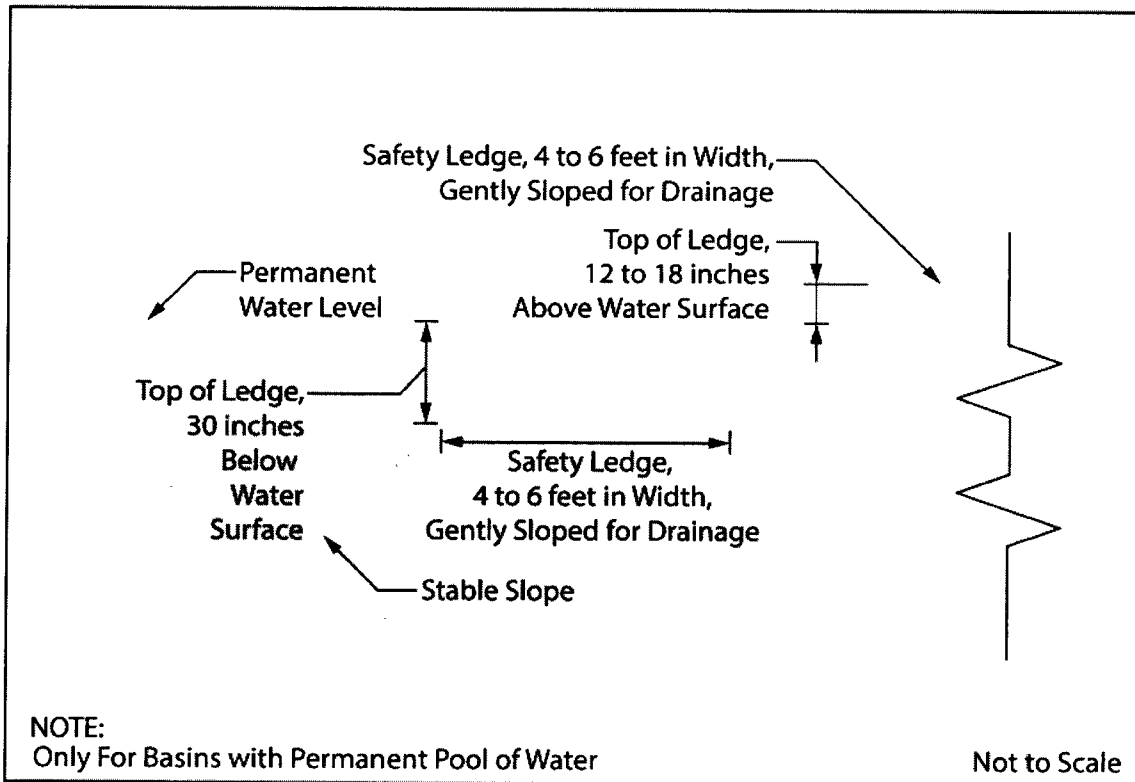 Safety Ledge, 4 to 6 feet in Width,
Gently Sloped for Drainage
Top of Ledge,
12 to 18 inches
Above Water Surface
Permanent
Water Level
Top of Ledge,
30 inches
Below
Water
Surface
Safety Ledge,
4 to 6 feet in Width,
Gently Sloped for Drainage
Stable Slope
NOTE:
Only For Basins with Permanent Pool of Water
Not to Scale